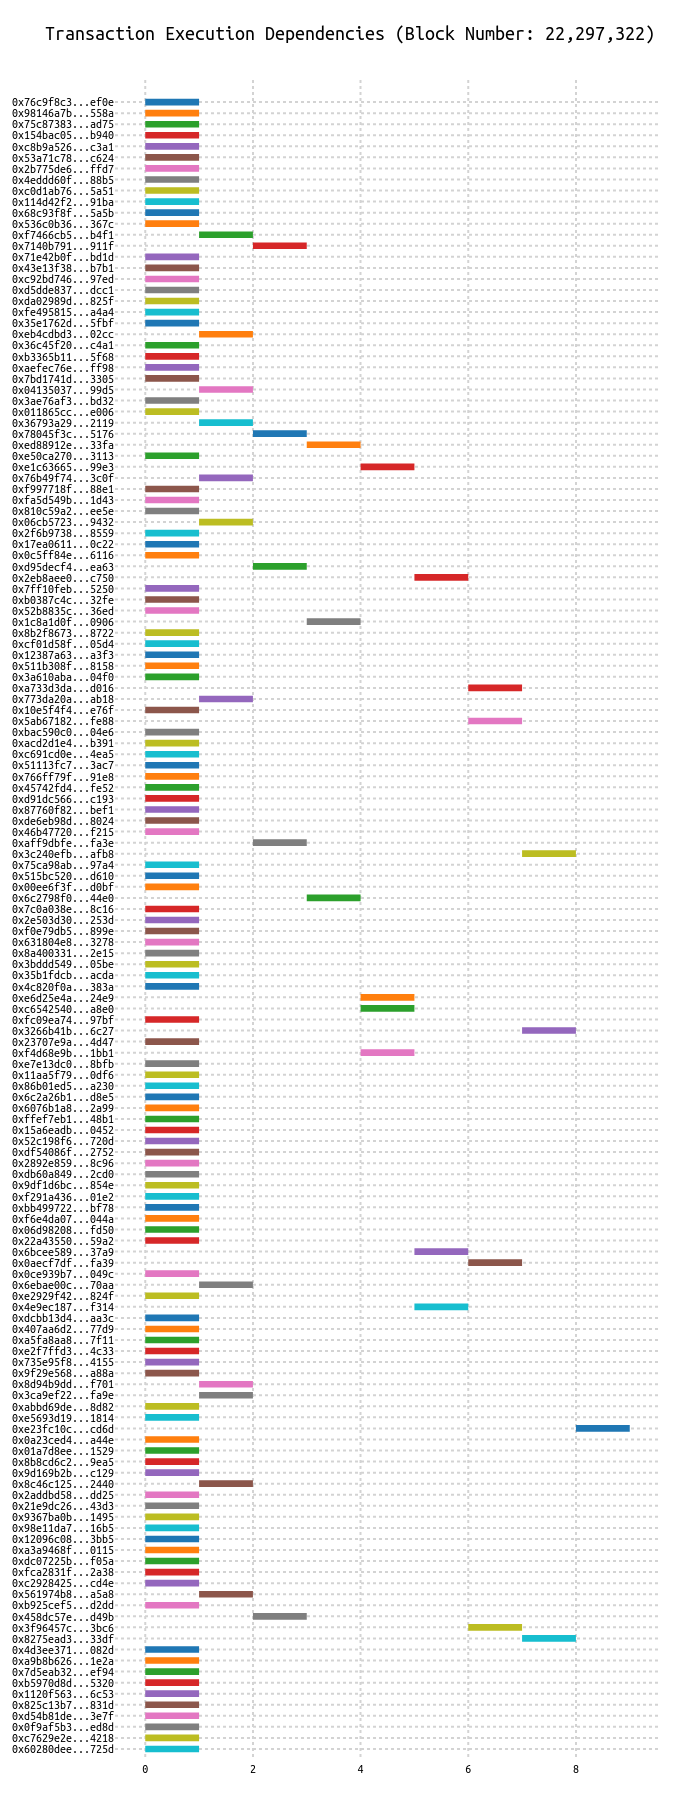 Transaction Execution Dependencies (Block Number: 22,297,322)
0x76c9f8c3...ef0e
0x98146a7b...558a
0x75c87383...ad75
0x154bac05...b940
0xc8b9a526...c3a1
0x53a71c78...c624
0x2b775de6...ffd7
0x4eddd60f...88b5
0xc0d1ab76...5a51
0x114d42f2...91ba
0x68c93f8f...5a5b
0x536c0b36...367c
0xf7466cb5...b4f1
0x7140b791...911f
0x71e42b0f...bd1d
0x43e13f38...b7b1
0xc92bd746...97ed
0xd5dde837...dcc1
0xda02989d...825f
0xfe495815...a4a4
0x35e1762d...5fbf
0xeb4cdbd3...02cc
0x36c45f20...c4a1
0xb3365b11...5f68
0xaefec76e...ff98
0x7bd1741d...3305
0x04135037...99d5
0x3ae76af3...bd32
0x011865cc...e006
0x36793a29...2119
0x78045f3c...5176
0xed88912e...33fa
0xe50ca270...3113
0xe1c63665...99e3
0x76b49f74...3c0f
0xf997718f...88e1
0xfa5d549b...1d43
0x810c59a2...ee5e
0x06cb5723...9432
0x2f6b9738...8559
0x17ea0611...0c22
0x0c5ff84e...6116
0xd95decf4...ea63
0x2eb8aee0...c750
0x7ff10feb...5250
0xb0387c4c...32fe
0x52b8835c...36ed
0x1c8a1d0f...0906
0x8b2f8673...8722
0xcf01d58f...05d4
0x12387a63...a3f3
0x511b308f...8158
0x3a610aba...04f0
0xa733d3da...d016
0x773da20a...ab18
0x10e5f4f4...e76f
0x5ab67182...fe88
0xbac590c0...04e6
0xacd2d1e4...b391
0xc691cd0e...4ea5
0x51113fc7...3ac7
0x766ff79f...91e8
0x45742fd4...fe52
0xd91dc566...c193
0x87760f82...bef1
0xde6eb98d...8024
0x46b47720...f215
0xaff9dbfe...fa3e
0x3c240efb...afb8
0x75ca98ab...97a4
0x515bc520...d610
0x00ee6f3f...d0bf
0x6c2798f0...44e0
0x7c0a038e...8c16
0x2e503d30...253d
0xf0e79db5...899e
0x631804e8...3278
0x8a400331...2e15
0x3bddd549...05be
0x35b1fdcb...acda
0x4c820f0a...383a
0xe6d25e4a...24e9
0xc6542540...a8e0
0xfc09ea74...97bf
0x3266b41b...6c27
0x23707e9a...4d47
0xf4d68e9b...1bb1
0xe7e13dc0...8bfb
0x11aa5f79...0df6
0x86b01ed5...a230
0x6c2a26b1...d8e5
0x6076b1a8...2a99
0xffef7eb1...48b1
0x15a6eadb...0452
0x52c198f6...720d
0xdf54086f...2752
0x2892e859...8c96
0xdb60a849...2cd0
0x9df1d6bc...854e
0xf291a436...01e2
0xbb499722...bf78
0xf6e4da07...044a
0x06d98208...fd50
0x22a43550...59a2
0x6bcee589...37a9
0x0aecf7df...fa39
0x0ce939b7...049c
0x6ebae00c...70aa
0xe2929f42...824f
0x4e9ec187...f314
0xdcbb13d4...aa3c
0x407aa6d2...77d9
0xa5fa8aa8...7f11
0xe2f7ffd3...4c33
0x735e95f8...4155
0x9f29e568...a88a
0x8d94b9dd...f701
0x3ca9ef22...fa9e
0xabbd69de...8d82
0xe5693d19...1814
0xe23fc10c...cd6d
0x0a23ced4...a44e
0x01a7d8ee...1529
0x8b8cd6c2...9ea5
0x9d169b2b...c129
0x8c46c125...2440
0x2addbd58...dd25
0x21e9dc26...43d3
0x9367ba0b...1495
0x98e11da7...16b5
0x12096c08...3bb5
0xa3a9468f...0115
0xdc07225b...f05a
0xfca2831f...2a38
0xc2928425...cd4e
0x561974b8...a5a8
0xb925cef5...d2dd
0x458dc57e...d49b
0x3f96457c...3bc6
0x8275ead3...33df
0x4d3ee371...082d
0xa9b8b626...1e2a
0x7d5eab32...ef94
0xb5970d8d...5320
0x1120f563...6c53
0x825c13b7...831d
0xd54b81de...3e7f
0x0f9af5b3...ed8d
0xc7629e2e...4218
0x60280dee...725d
0 2 4 6 8